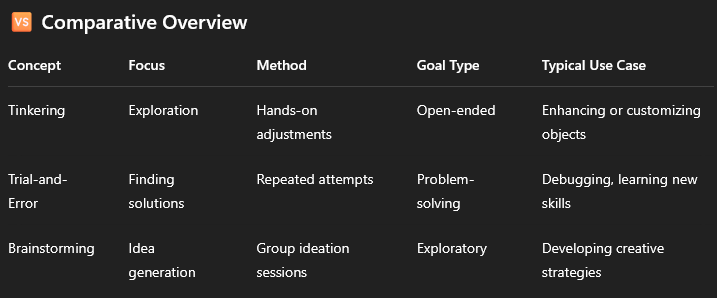 🆚 Comparative Overview
Concept Focus Method Goal Type Typical Use Case
Tinkering Exploration Hands-on Open-ended Enhancing or customizing
adjustments objects
Trial-and- Finding Repeated attempts Problem- Debugging, learning new
Error solutions solving skills
Brainstorming Idea Group ideation Exploratory Developing creative
generation sessions strategies